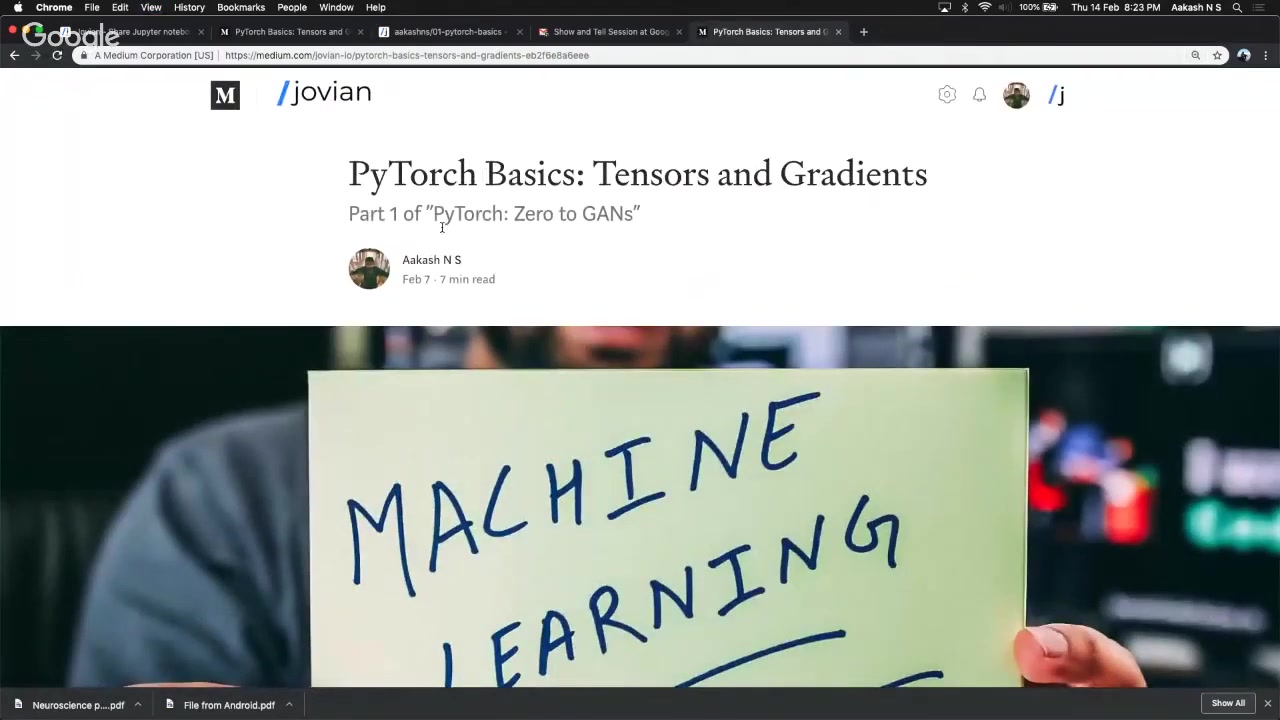 Chrome File Edit View History Bookmarks People Window Help
100% Thu 14 Feb 8:23 PM Aakash N S
Google
Jovian - Share Jupyter notebo
PyTorch Basics: Tensors and G
aakashns/01-pytorch-basics -
Show and Tell Session at Goog
PyTorch Basics: Tensors and G
A Medium Corporation [US] https://medium.com/jovian-io/pytorch-basics-tensors-and-gradients-eb2f6e8a6eee
M /jovian /j
PyTorch Basics: Tensors and Gradients
Part 1 of ”PyTorch: Zero to GANs”
Aakash N S
Feb 7 · 7 min read
MACHINE
LEARNING
Neuroscience p....pdf File from Android.pdf Show All